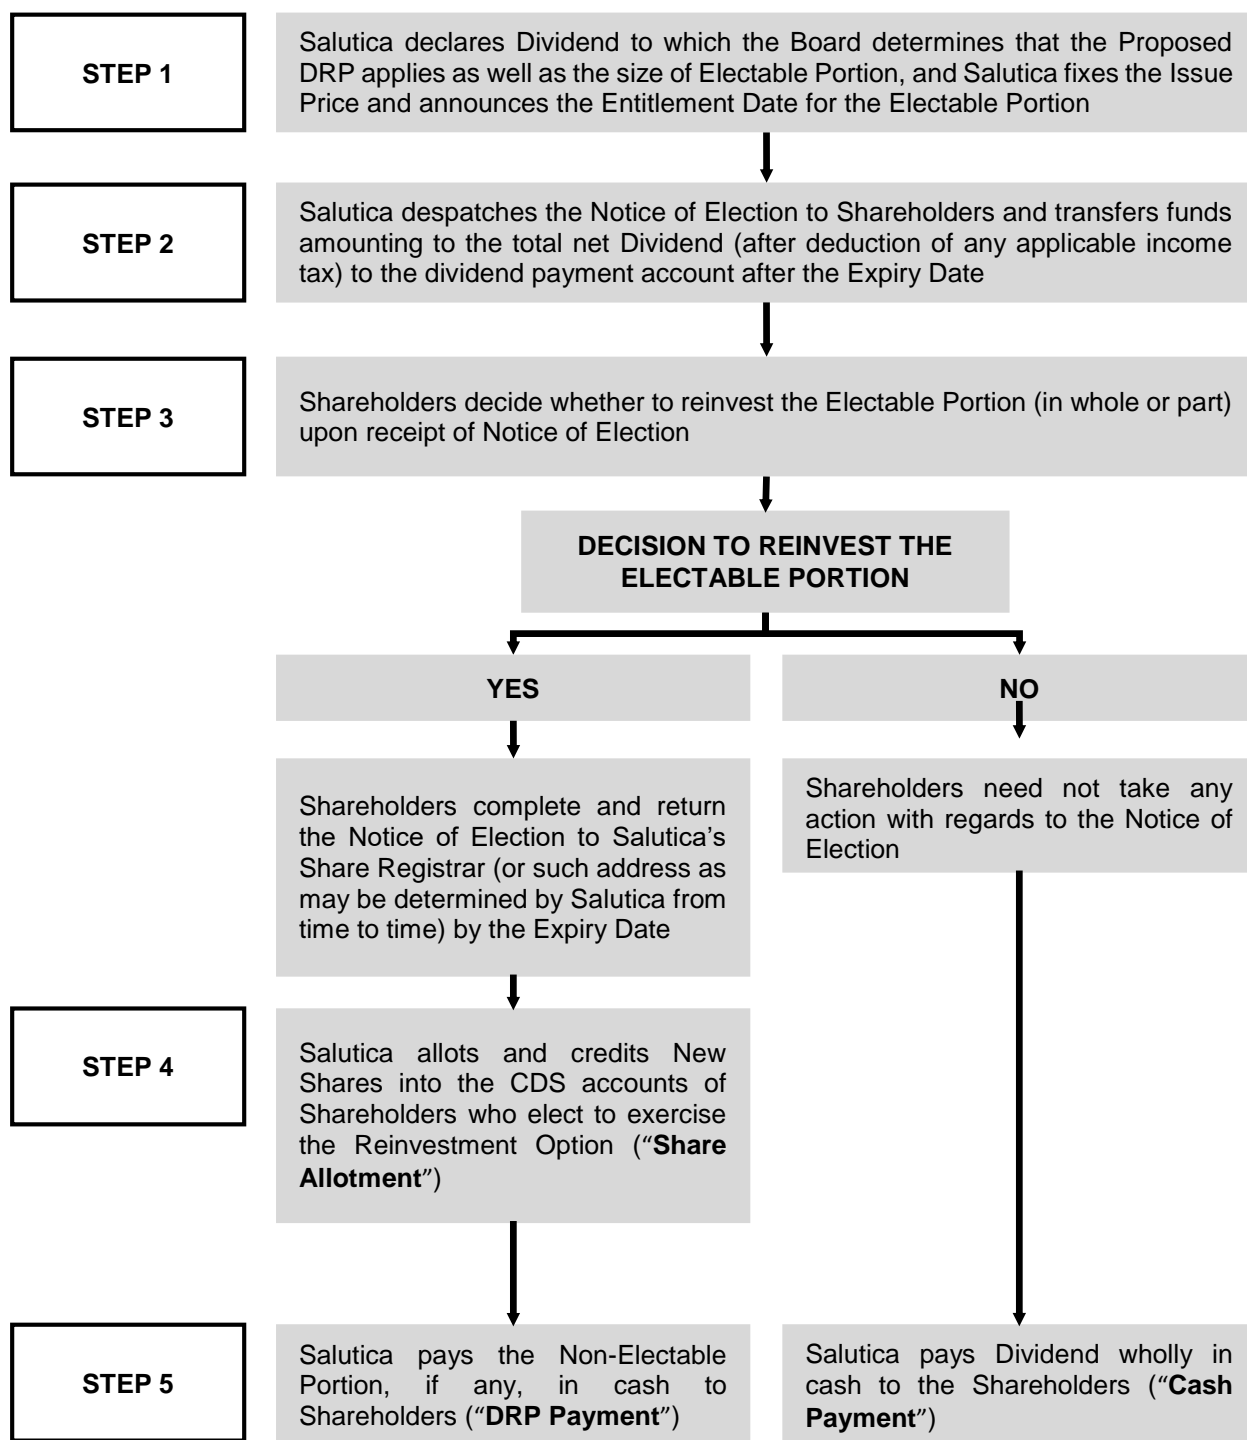 STEP 1
Salutica declares Dividend to which the Board determines that the Proposed
DRP applies as well as the size of Electable Portion, and Salutica fixes the Issue
Price and announces the Entitlement Date for the Electable Portion
STEP 2
Salutica despatches the Notice of Election to Shareholders and transfers funds
amounting to the total net Dividend (after deduction of any applicable income
tax) to the dividend payment account after the Expiry Date
STEP 3
Shareholders decide whether to reinvest the Electable Portion (in whole or part)
upon receipt of Notice of Election
DECISION TO REINVEST THE
ELECTABLE PORTION
YES
NO
Shareholders complete and return
the Notice of Election to Salutica’s
Share Registrar (or such address as
may be determined by Salutica from
time to time) by the Expiry Date
Shareholders need not take any
action with regards to the Notice of
Election
STEP 4
Salutica allots and credits New
Shares into the CDS accounts of
Shareholders who elect to exercise
the Reinvestment Option (“Share
Allotment”)
STEP 5
Salutica pays the Non-Electable
Portion, if any, in cash to
Shareholders (“DRP Payment”)
Salutica pays Dividend wholly in
cash to the Shareholders (“Cash
Payment”)